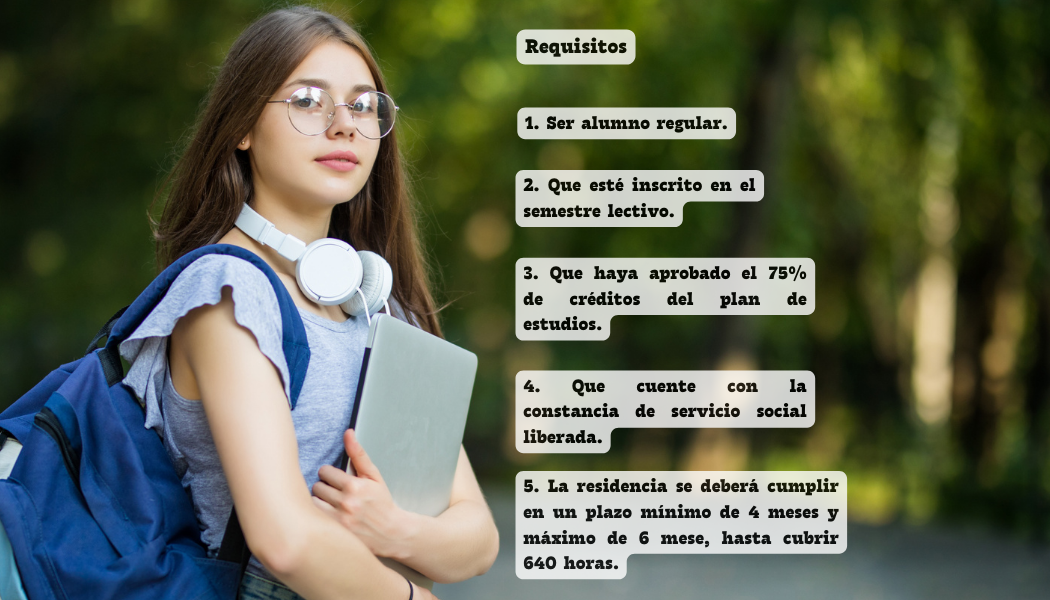 Requisitos
1. Ser alumno regular.
2. Que esté inscrito en el
semestre lectivo.
3. Que haya aprobado el 75%
de créditos del plan de
estudios.
4. Que cuente con la
constancia de servicio social
liberada.
5. La residencia se deberá cumplir
en un plazo mínimo de 4 meses y
máximo de 6 mese, hasta cubrir
640 horas.